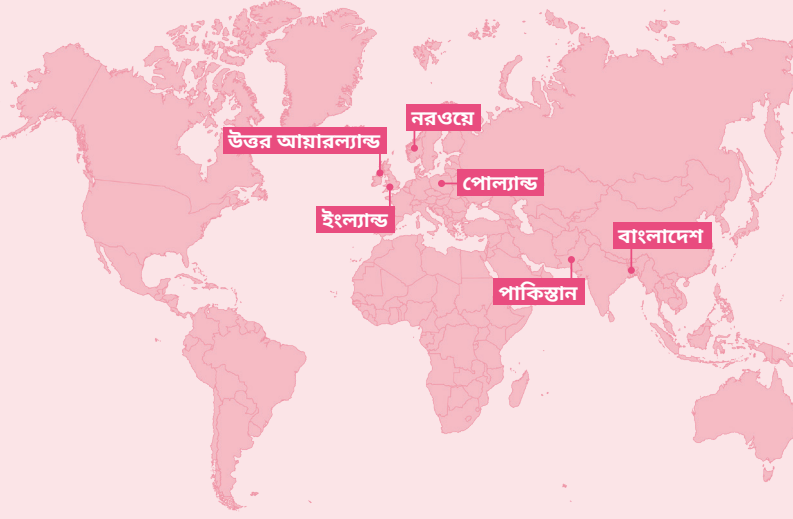 নরওয়ে
উত্তর আয়ারল্যান্ড
পোল্যান্ড
ইংল্যান্ড
বাংলাদেশ
পাকিস্তান